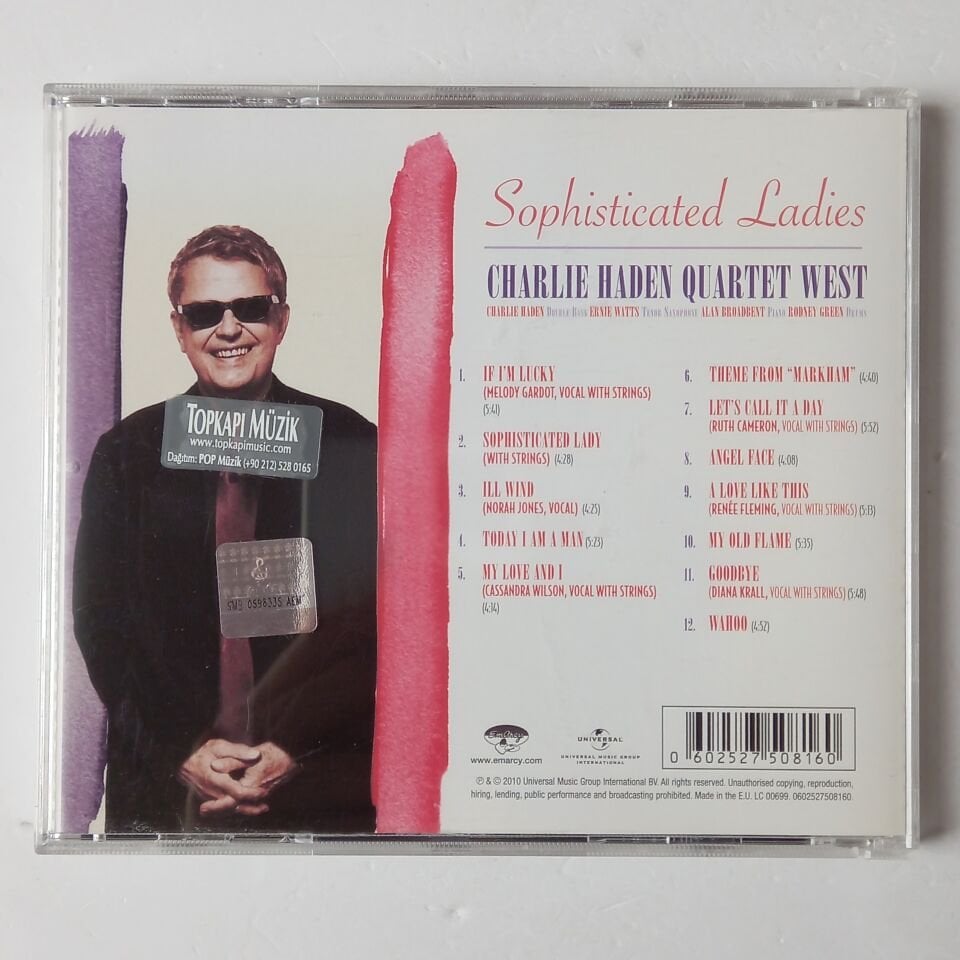 Sophisticated Ladies
CHARLIE HADEN QUARTET WEST
CHARLIE HADEN DOUBLE BASS ERNIE WATTS TENOR SAXOPHONE ALAN BROADBENT PIANO RODNEY GREEN DRUMS
1. IF I'M LUCKY
(MELODY GARDOT, VOCAL WITH STRINGS)
(5:41)
2. SOPHISTICATED LADY
(WITH STRINGS) (4:28)
3. ILL WIND
(NORAH JONES, VOCAL) (4:25)
4. TODAY I AM A MAN (5:23)
5. MY LOVE AND I
(CASSANDRA WILSON, VOCAL WITH STRINGS)
(4:14)
6. THEME FROM “MARKHAM” (4:40)
7. LET'S CALL IT A DAY
(RUTH CAMERON, VOCAL WITH STRINGS) (5:52)
8. ANGEL FACE (4:08)
9. A LOVE LIKE THIS
(RENÉE FLEMING, VOCAL WITH STRINGS) (5:13)
10. MY OLD FLAME (5:35)
11. GOODBYE
(DIANA KRALL, VOCAL WITH STRINGS) (5:48)
12. WAHOO (4:52)
TOPKAPI MÜZİK
www.topkapimusic.com
Dağıtım: POP Müzik (+90 212) 528 0165
059833S
EmArcy
www.emarcy.com
UNIVERSAL
UNIVERSAL MUSIC GROUP
INTERNATIONAL
0 602527 508160
℗ & © 2010 Universal Music Group International BV. All rights reserved. Unauthorised copying, reproduction,
hiring, lending, public performance and broadcasting prohibited. Made in the E.U. LC 00699. 0602527508160.